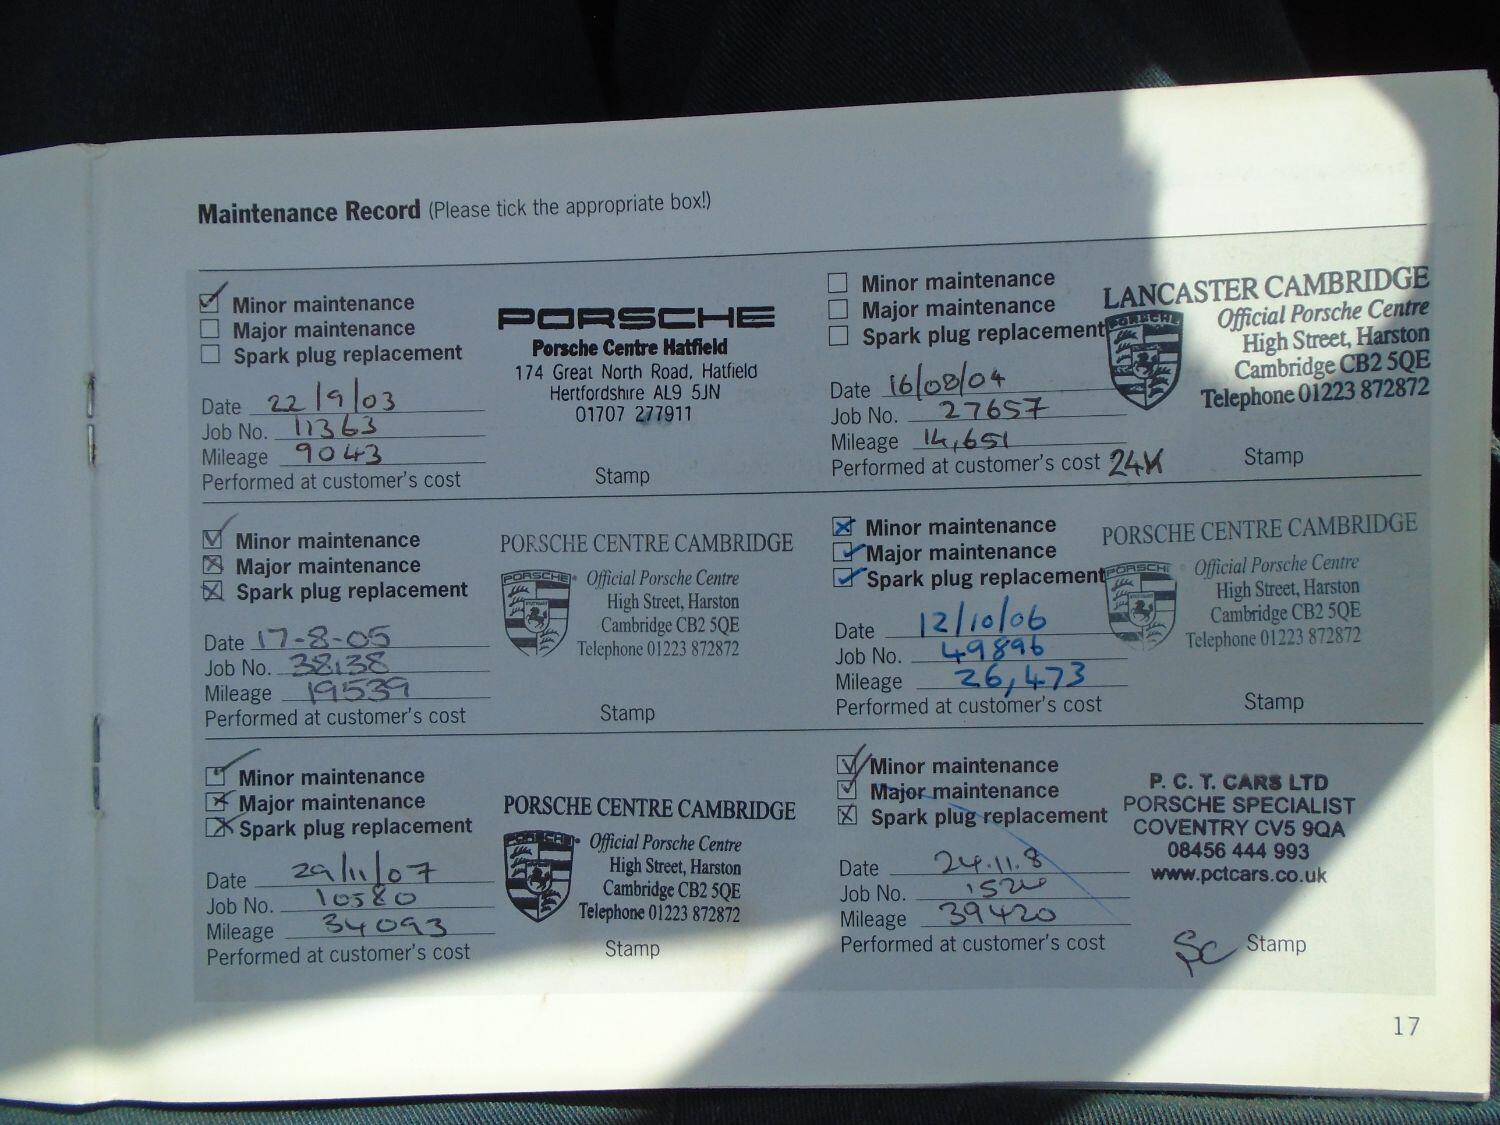 Maintenance Record (Please tick the appropriate box!)
Minor maintenance
Major maintenance
Spark plug replacement
Date 22/9/03
Job No. 11363
Mileage 9043
Performed at customer's cost
PORSCHE
Porsche Centre Hatfield
174 Great North Road, Hatfield
Hertfordshire AL9 5JN
01707 277911
Stamp
Minor maintenance
Major maintenance
Spark plug replacement
Date 16/08/04
Job No. 27657
Mileage 14,651
Performed at customer's cost 24K
LANCASTER CAMBRIDGE
PORSCHE
Official Porsche Centre
High Street, Harston
Cambridge CB2 5QE
Telephone 01223 872872
Stamp
Minor maintenance
Major maintenance
Spark plug replacement
Date 17-8-05
Job No. 38138
Mileage 19539
Performed at customer's cost
PORSCHE CENTRE CAMBRIDGE
PORSCHE
Official Porsche Centre
High Street, Harston
Cambridge CB2 5QE
Telephone 01223 872872
Stamp
Minor maintenance
Major maintenance
Spark plug replacement
Date 12/10/06
Job No. 49896
Mileage 26,473
Performed at customer's cost
PORSCHE CENTRE CAMBRIDGE
PORSCHE
Official Porsche Centre
High Street, Harston
Cambridge CB2 5QE
Telephone 01223 872872
Stamp
Minor maintenance
Major maintenance
Spark plug replacement
Date 29/11/07
Job No. 10580
Mileage 34093
Performed at customer's cost
PORSCHE CENTRE CAMBRIDGE
PORSCHE
Official Porsche Centre
High Street, Harston
Cambridge CB2 5QE
Telephone 01223 872872
Stamp
Minor maintenance
Major maintenance
Spark plug replacement
Date 24.11.8
Job No.
Mileage 39420
Performed at customer's cost
P. C. T. CARS LTD
PORSCHE SPECIALIST
COVENTRY CV5 9QA
08456 444 993
www.pctcars.co.uk
Stamp
17